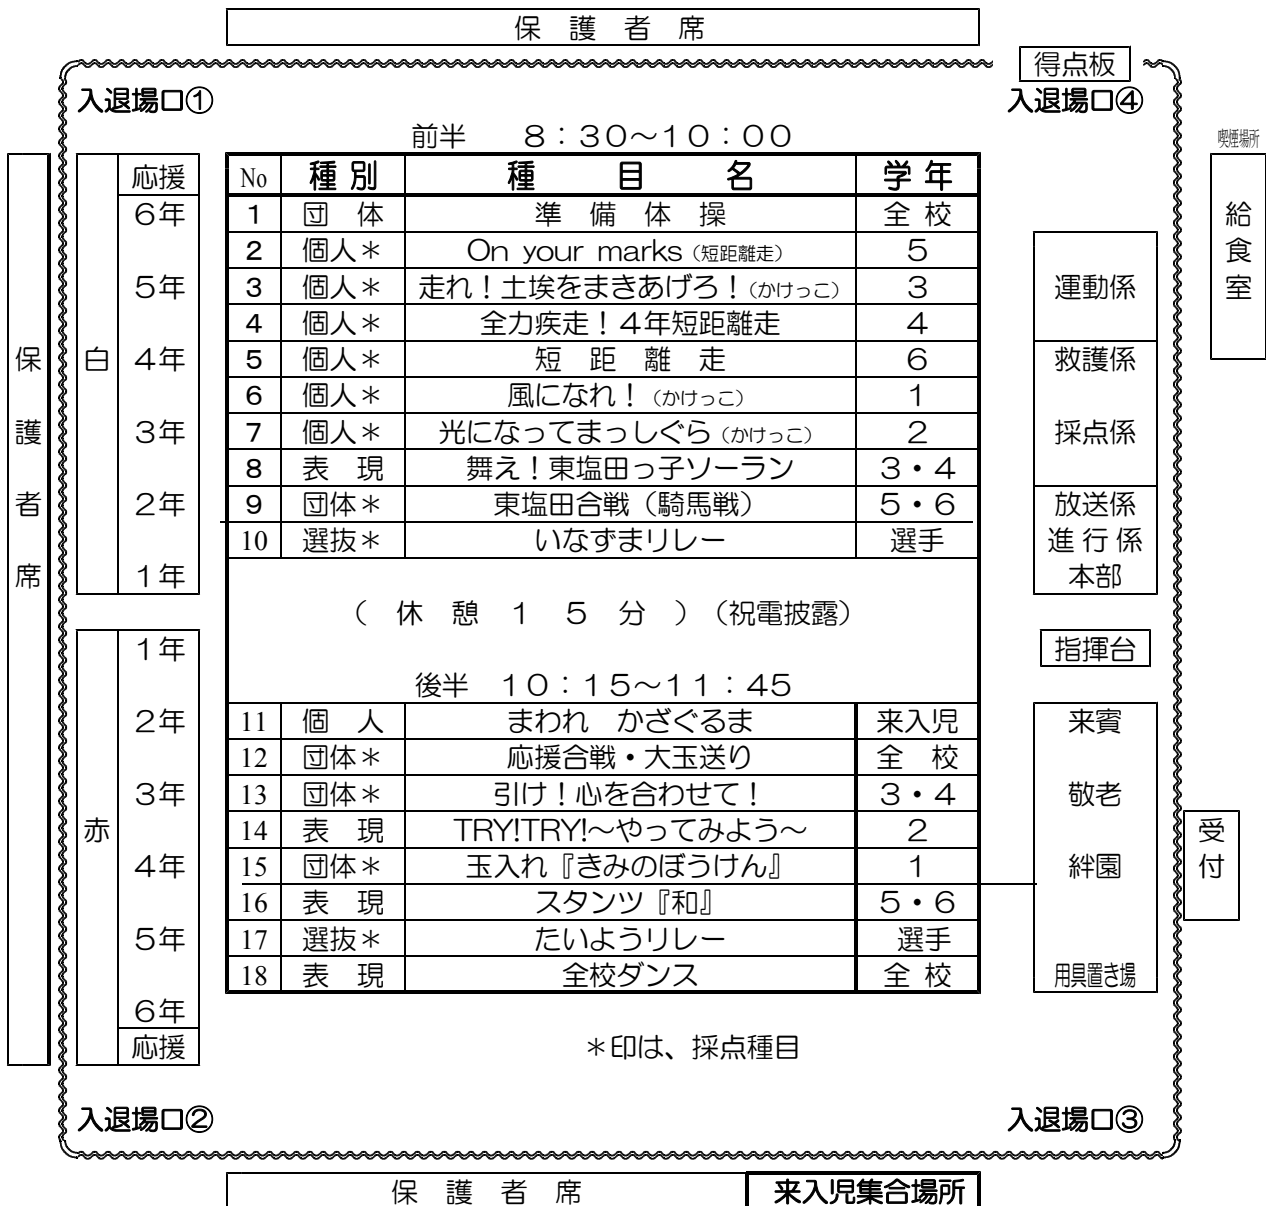 保 護 者 席
得点板
入退場口①
入退場口④
前半 8:30~10:00
喫煙場所
給食室
保護者席
白
応援
6年
5年
4年
3年
2年
1年
赤
1年
2年
3年
4年
5年
6年
応援
No 種 別 種 目 名 学 年
1 団 体 準 備 体 操 全 校
2 個人* On your marks(短距離走) 5
3 個人* 走れ!土埃をまきあげろ!(かけっこ) 3
4 個人* 全力疾走!4年短距離走 4
5 個人* 短 距 離 走 6
6 個人* 風になれ!(かけっこ) 1
7 個人* 光になってまっしぐら(かけっこ) 2
8 表 現 舞え!東塩田っ子ソーラン 3・4
9 団体* 東塩田合戦(騎馬戦) 5・6
10 選抜* いなずまリレー 選手
( 休 憩 1 5 分 )(祝電披露)
後半 10:15~11:45
11 個 人 まわれ かざぐるま 来入児
12 団体* 応援合戦・大玉送り 全 校
13 団体* 引け!心を合わせて! 3・4
14 表 現 TRY!TRY!~やってみよう~ 2
15 団体* 玉入れ『きみのぼうけん』 1
16 表 現 スタンツ『和』 5・6
17 選抜* たいようリレー 選手
18 表 現 全校ダンス 全 校
*印は、採点種目
運動係
救護係
採点係
放送係
進行係
本部
指揮台
来賓
敬老
絆園
用具置き場
受付
入退場口②
入退場口③
保 護 者 席
来入児集合場所